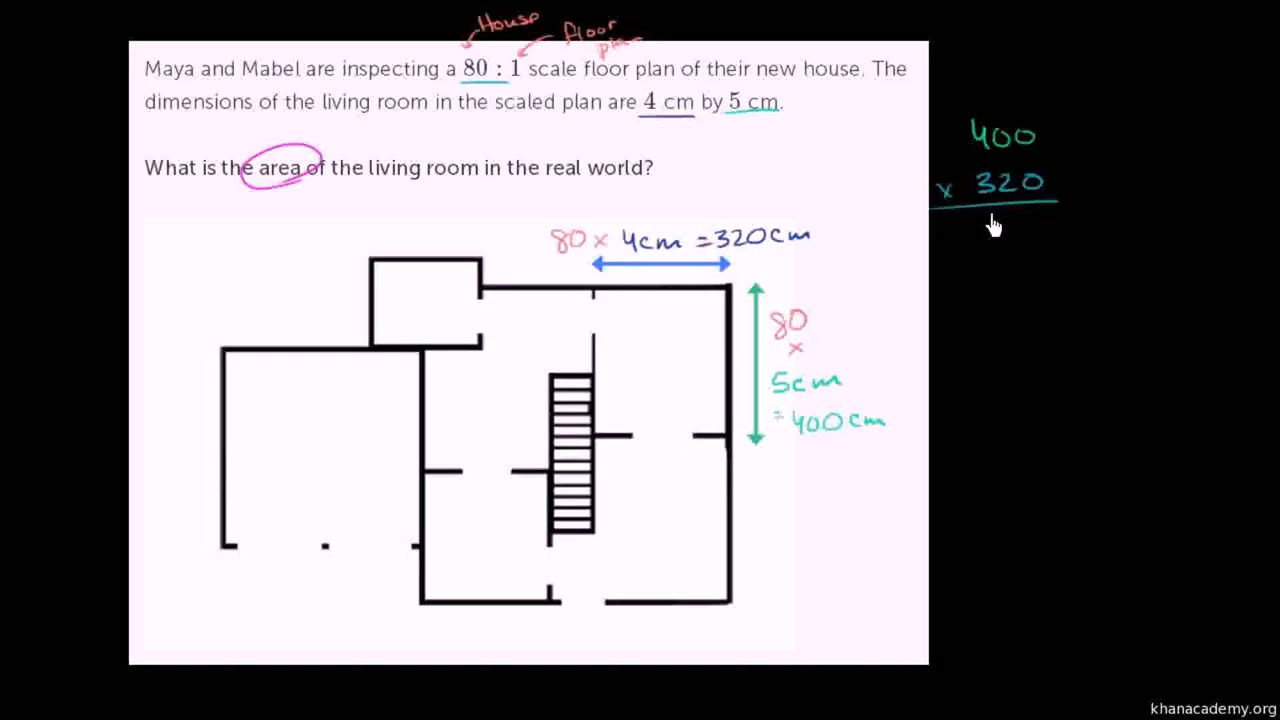 House
floor
plan
Maya and Mabel are inspecting a 80 : 1 scale floor plan of their new house. The
dimensions of the living room in the scaled plan are 4 cm by 5 cm.
What is the area of the living room in the real world?
400
x 320
80 x 4cm = 320cm
80
x
5cm
= 400cm
khanacademy.org